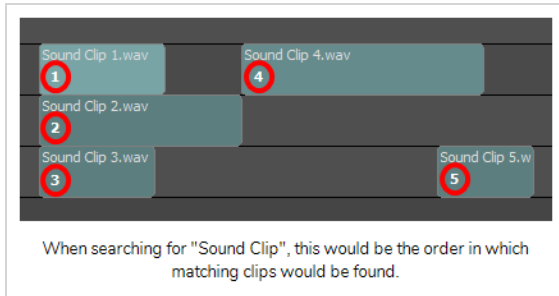 Sound Clip 1.wav
1
Sound Clip 4.wav
4
Sound Clip 2.wav
2
Sound Clip 3.wav
3
Sound Clip 5.w
5
When searching for "Sound Clip", this would be the order in which
matching clips would be found.